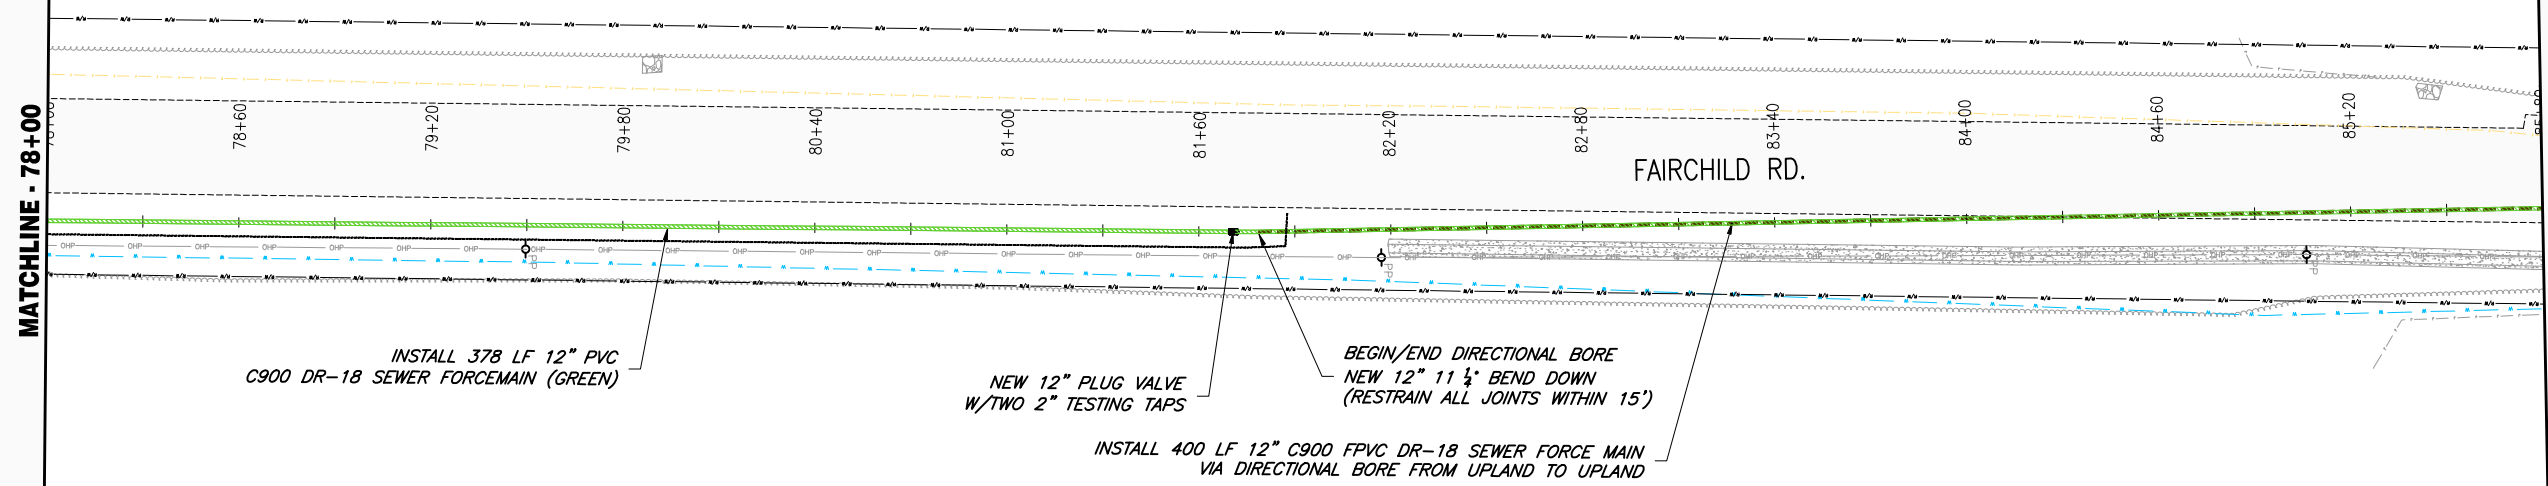 MATCHLINE - 78+00
78+60
79+20
79+80
80+40
81+00
81+60
82+20
82+80
83+40
84+00
84+60
85+20
FAIRCHILD RD.
INSTALL 378 LF 12" PVC
C900 DR-18 SEWER FORCEMAIN (GREEN)
NEW 12" PLUG VALVE
W/TWO 2" TESTING TAPS
BEGIN/END DIRECTIONAL BORE
NEW 12" 11 ¼° BEND DOWN
(RESTRAIN ALL JOINTS WITHIN 15')
INSTALL 400 LF 12" C900 FPVC DR-18 SEWER FORCE MAIN
VIA DIRECTIONAL BORE FROM UPLAND TO UPLAND